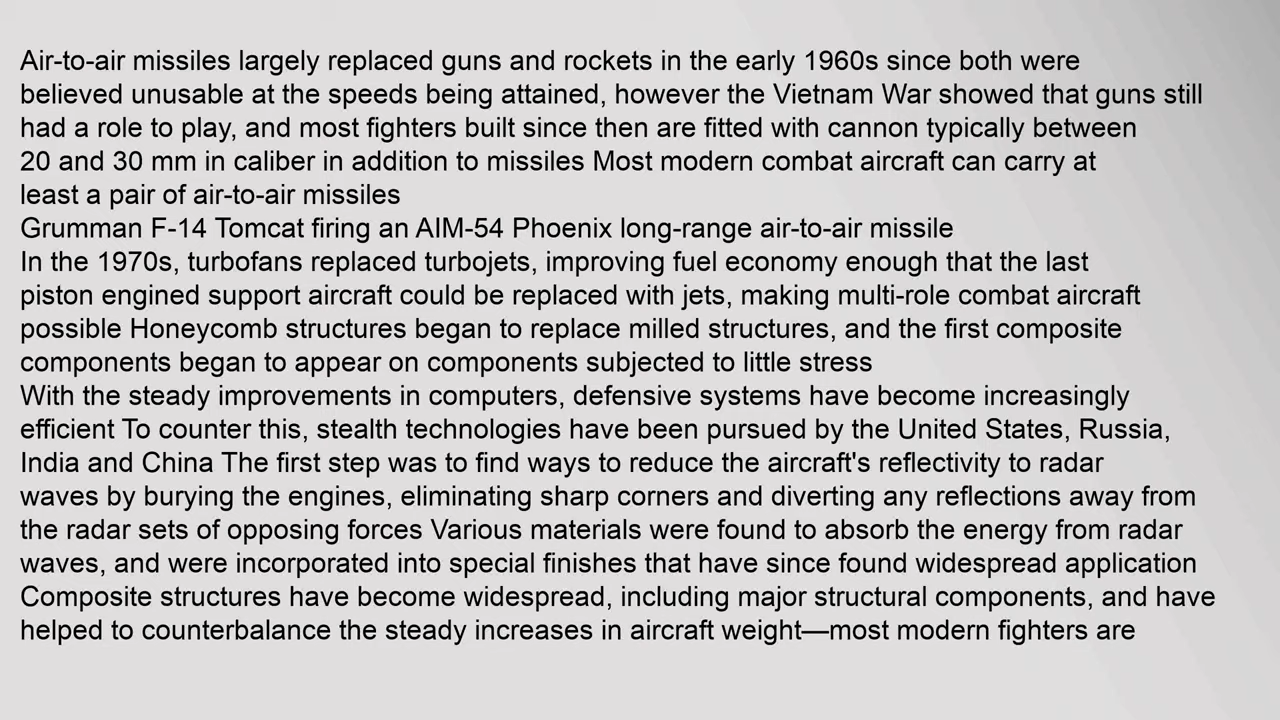 Air-to-air missiles largely replaced guns and rockets in the early 1960s since both were
believed unusable at the speeds being attained, however the Vietnam War showed that guns still
had a role to play, and most fighters built since then are fitted with cannon typically between
20 and 30 mm in caliber in addition to missiles Most modern combat aircraft can carry at
least a pair of air-to-air missiles
Grumman F-14 Tomcat firing an AIM-54 Phoenix long-range air-to-air missile
In the 1970s, turbofans replaced turbojets, improving fuel economy enough that the last
piston engined support aircraft could be replaced with jets, making multi-role combat aircraft
possible Honeycomb structures began to replace milled structures, and the first composite
components began to appear on components subjected to little stress
With the steady improvements in computers, defensive systems have become increasingly
efficient To counter this, stealth technologies have been pursued by the United States, Russia,
India and China The first step was to find ways to reduce the aircraft's reflectivity to radar
waves by burying the engines, eliminating sharp corners and diverting any reflections away from
the radar sets of opposing forces Various materials were found to absorb the energy from radar
waves, and were incorporated into special finishes that have since found widespread application
Composite structures have become widespread, including major structural components, and have
helped to counterbalance the steady increases in aircraft weight—most modern fighters are